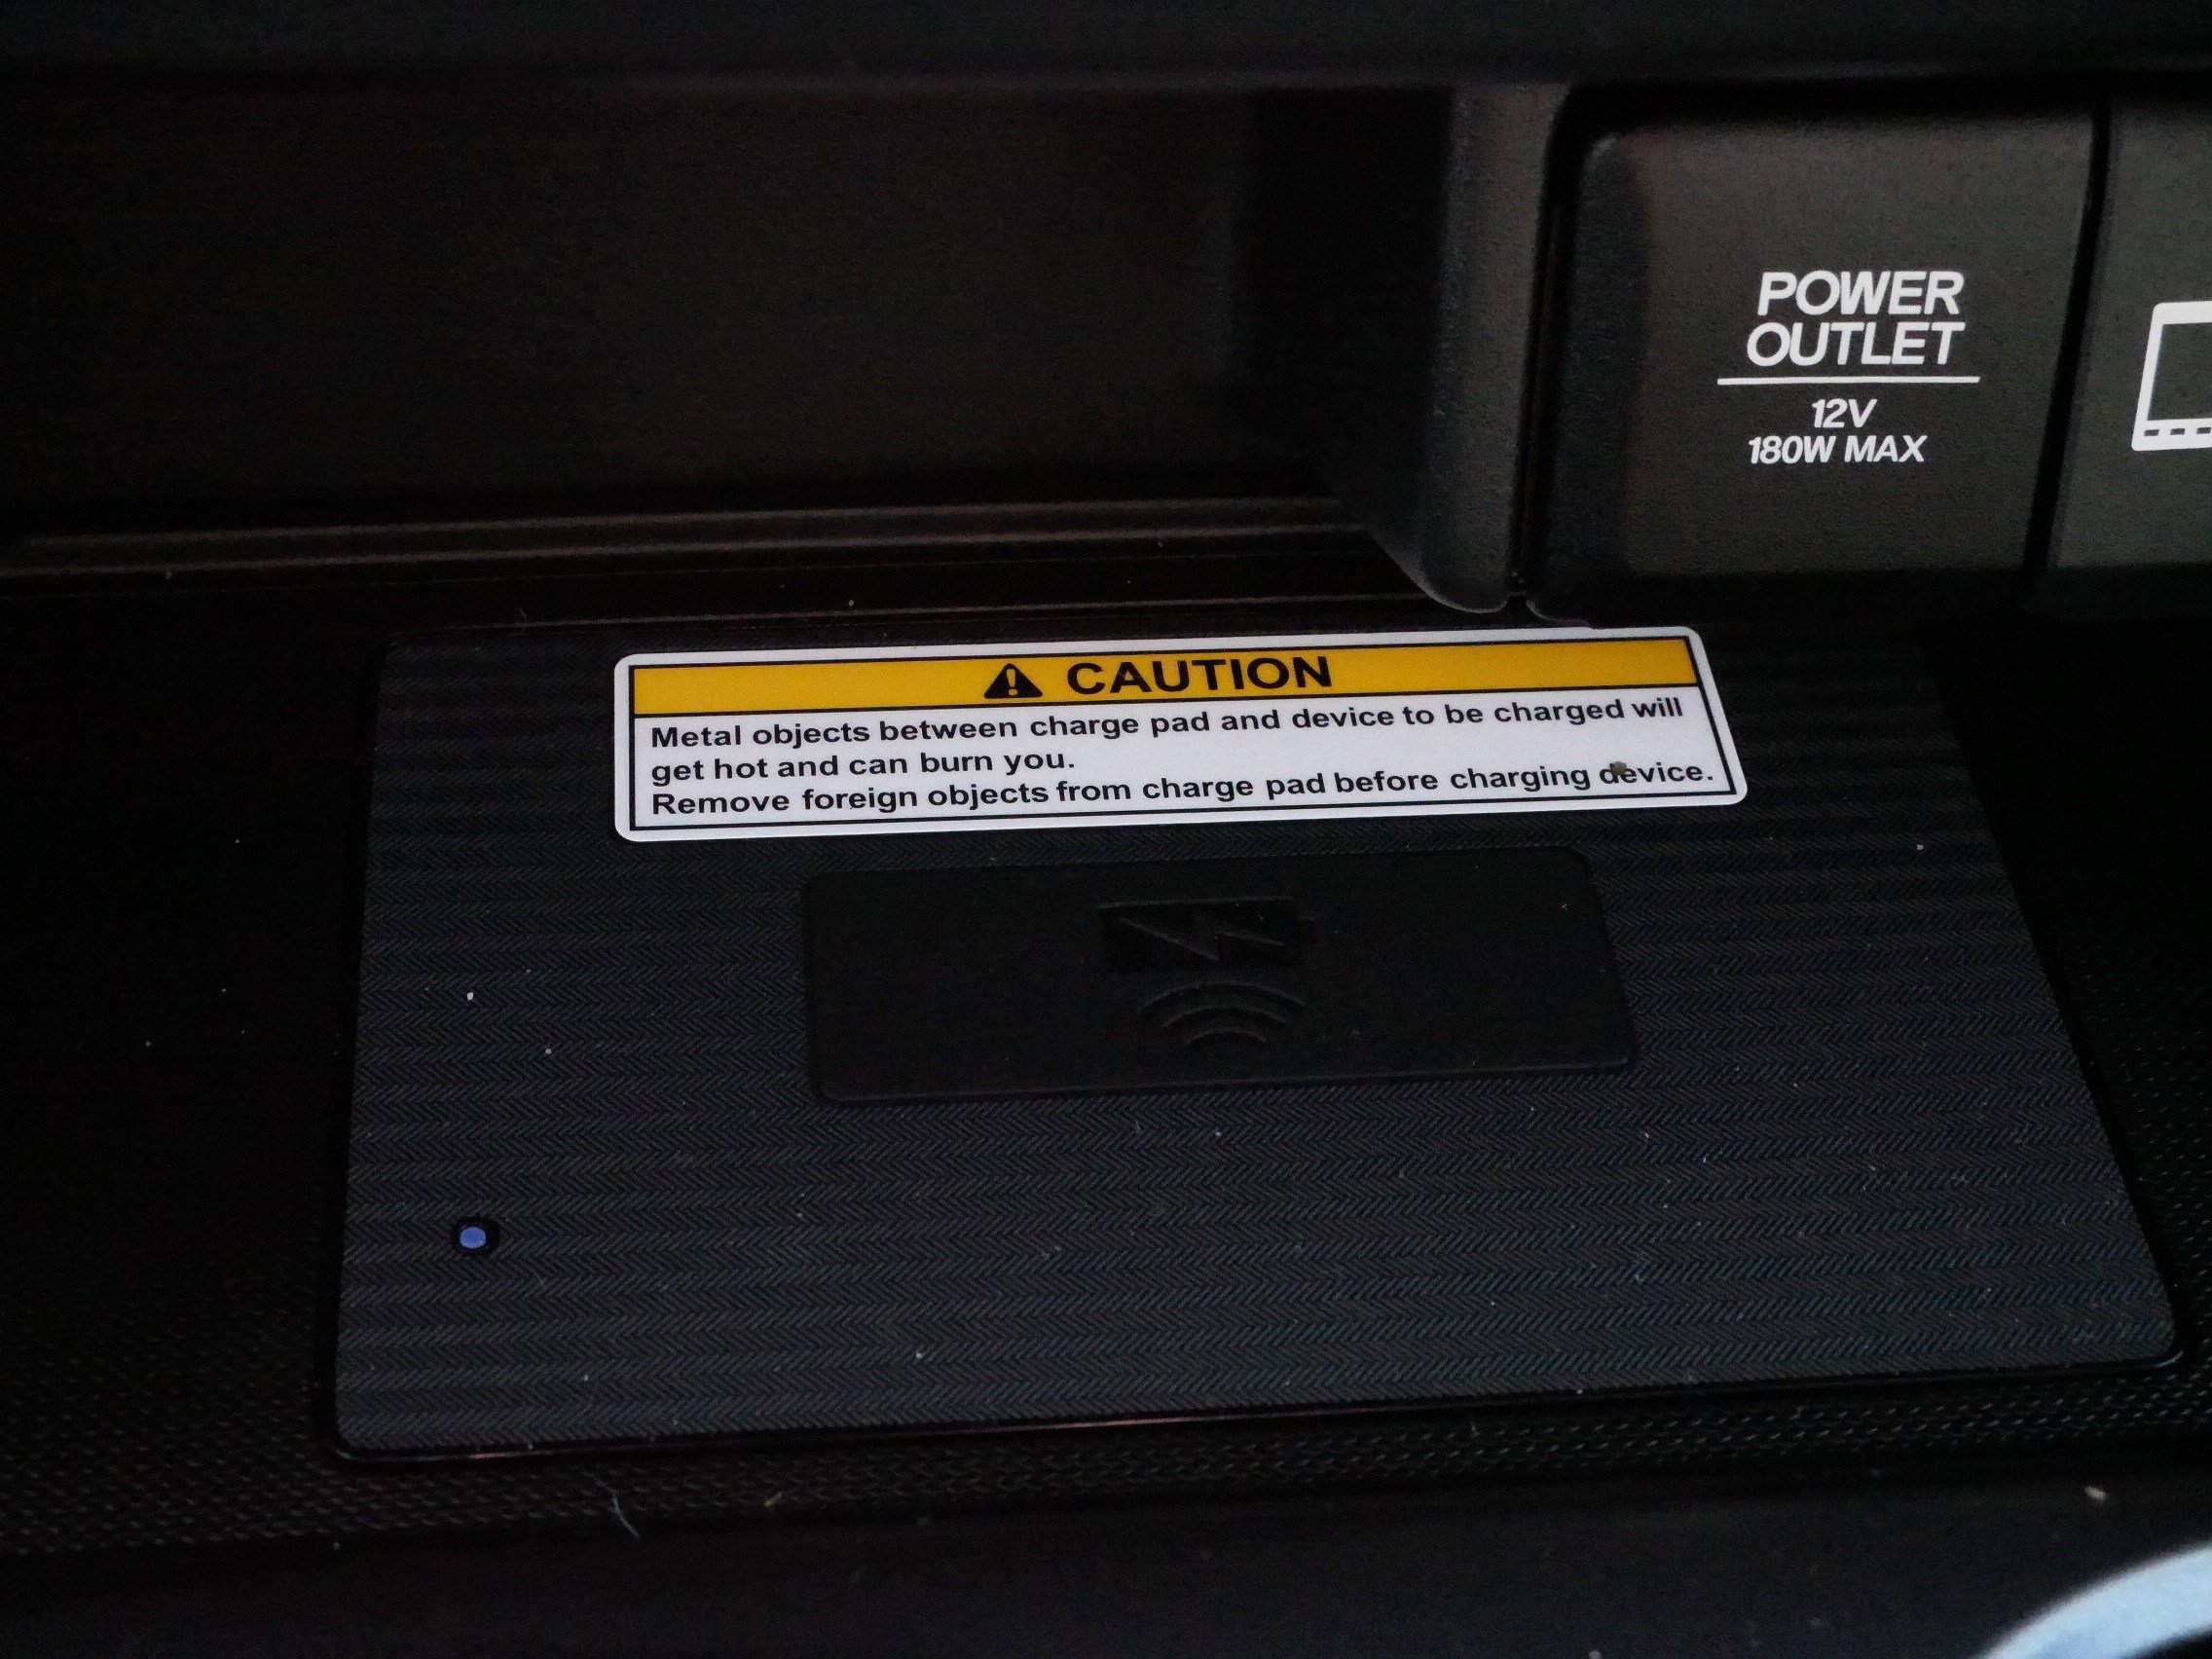 POWER
OUTLET
12V
180W MAX
CAUTION
Metal objects between charge pad and device to be charged will
get hot and can burn you.
Remove foreign objects from charge pad before charging device.